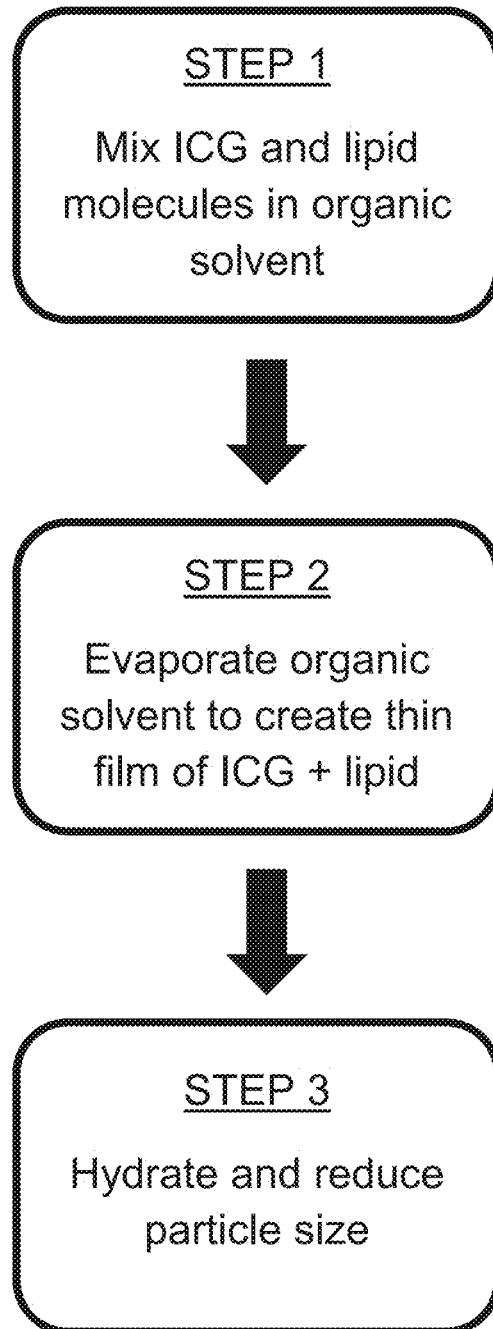 STEP 1
Mix ICG and lipid
molecules in organic
solvent
STEP 2
Evaporate organic
solvent to create thin
film of ICG + lipid
STEP 3
Hydrate and reduce
particle size